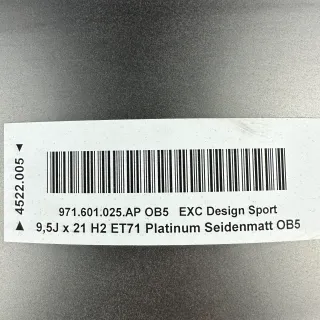 ▲ 4522.005 ▲
971.601.025.AP OB5 EXC Design Sport
9,5J x 21 H2 ET71 Platinum Seidenmatt OB5